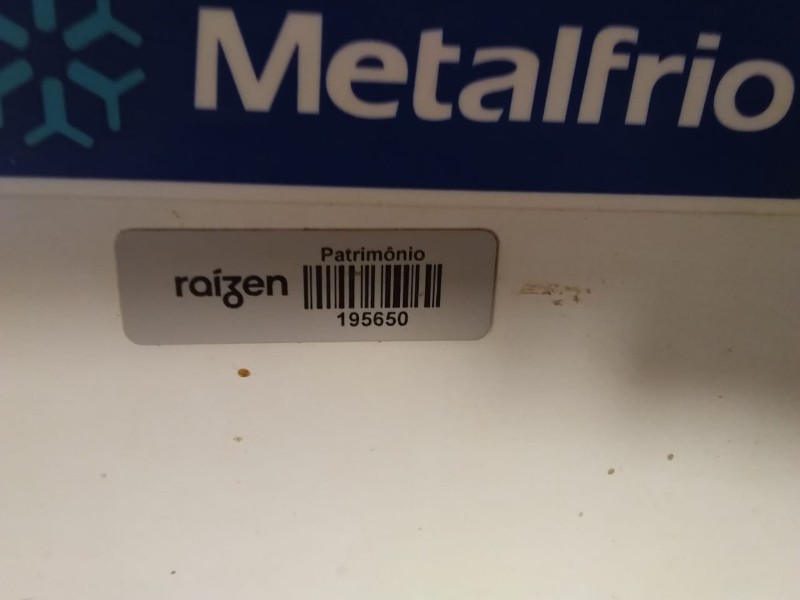 Metalfrio
Patrimônio
raízen
195650